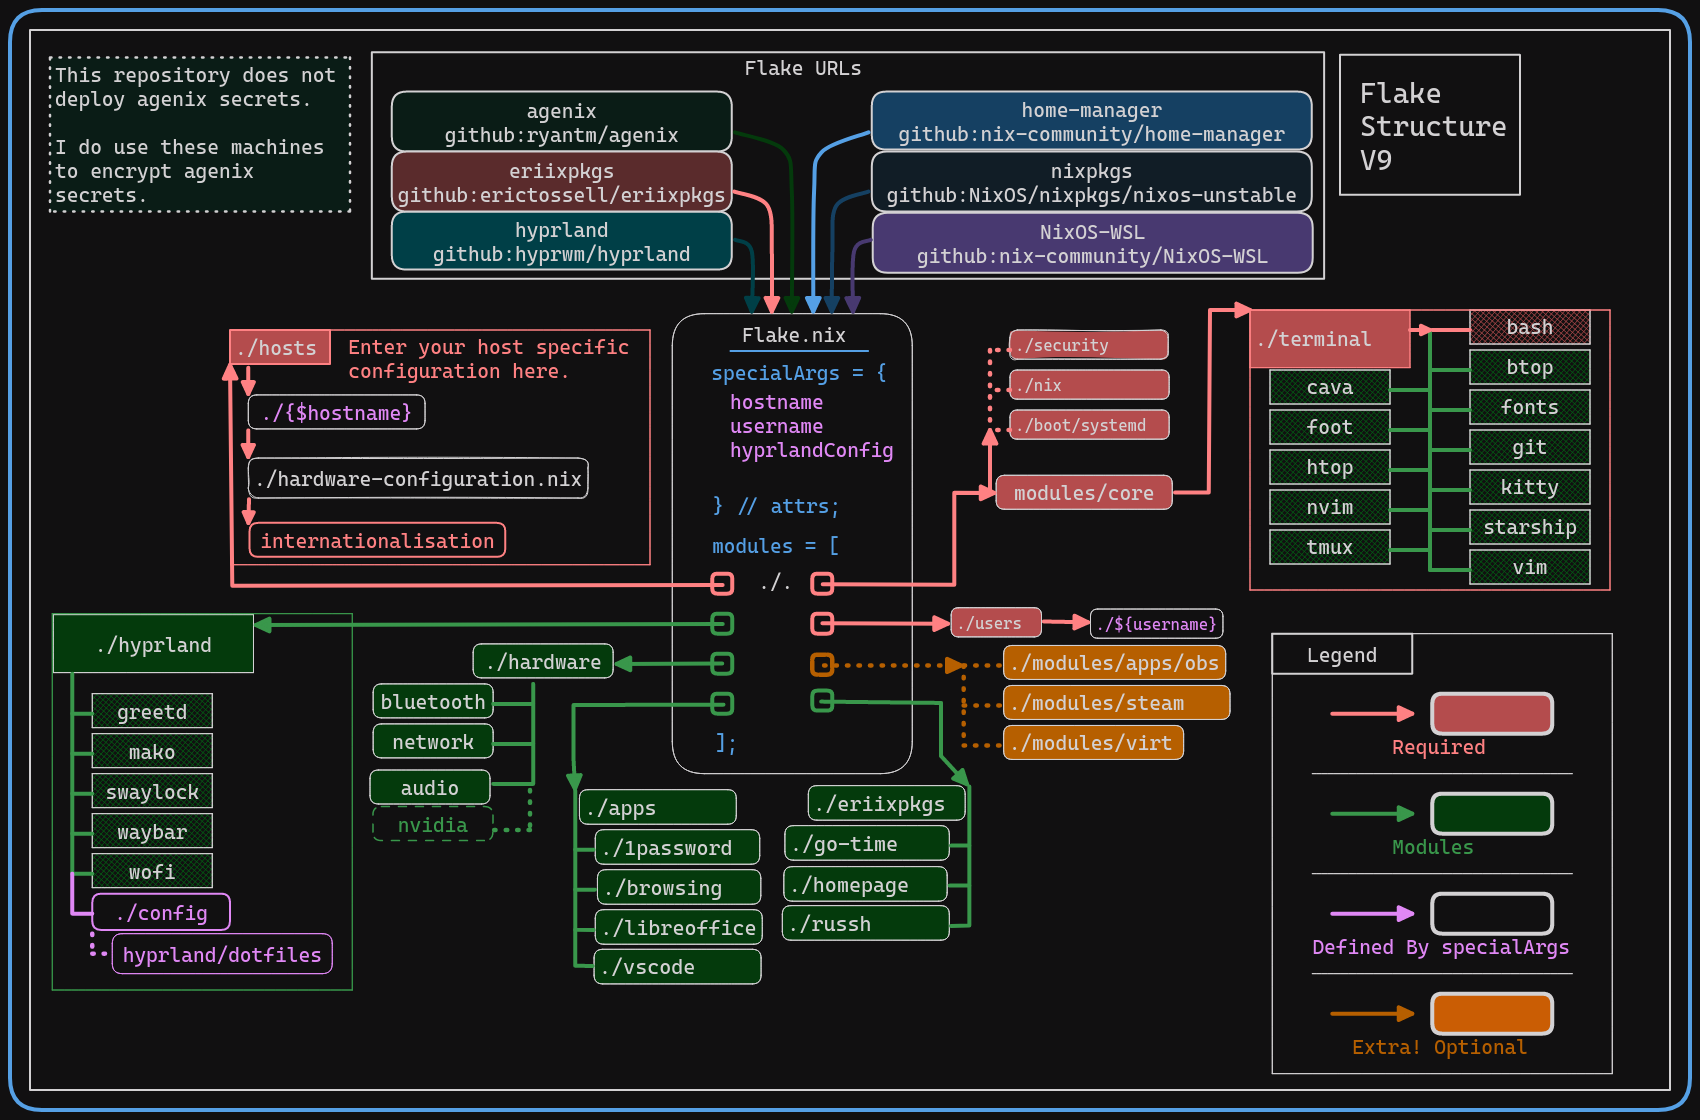 This repository does not
deploy agenix secrets.
I do use these machines
to encrypt agenix
secrets.
Flake URLs
agenix
github:ryantm/agenix
eriixpkgs
github:erictossell/eriixpkgs
hyprland
github:hyprwm/hyprland
home-manager
github:nix-community/home-manager
nixpkgs
github:NixOS/nixpkgs/nixos-unstable
NixOS-WSL
github:nix-community/NixOS-WSL
Flake
Structure
V9
./hosts
Enter your host specific
configuration here.
./{$hostname}
./hardware-configuration.nix
internationalisation
Flake.nix
specialArgs = {
hostname
username
hyprlandConfig
} // attrs;
modules = [
./.
];
./security
./nix
./boot/systemd
modules/core
./terminal
cava
foot
htop
nvim
tmux
bash
btop
fonts
git
kitty
starship
vim
./users
./${username}
./modules/apps/obs
./modules/steam
./modules/virt
./hyprland
greetd
mako
swaylock
waybar
wofi
./config
hyprland/dotfiles
./hardware
bluetooth
network
audio
nvidia
./apps
./1password
./browsing
./libreoffice
./vscode
./eriixpkgs
./go-time
./homepage
./russh
Legend
Required
Modules
Defined By specialArgs
Extra! Optional